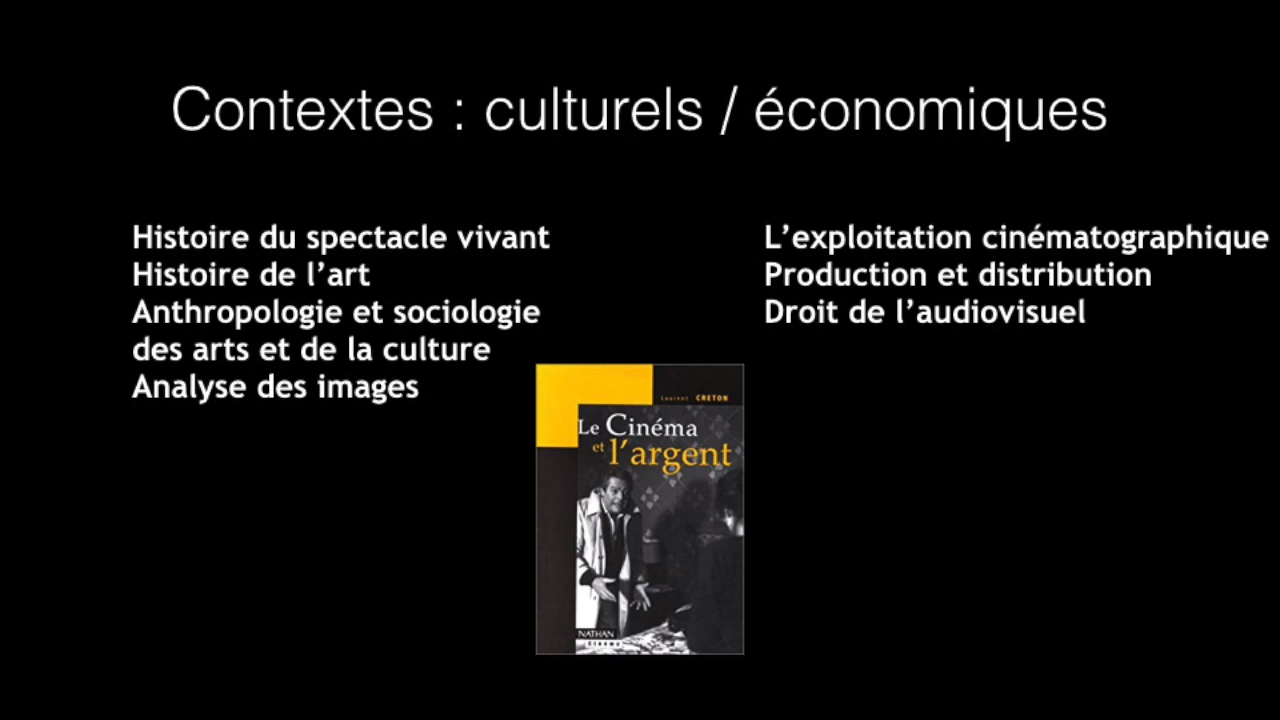 Contextes : culturels / économiques
Histoire du spectacle vivant
Histoire de l’art
Anthropologie et sociologie
des arts et de la culture
Analyse des images
L’exploitation cinématographique
Production et distribution
Droit de l’audiovisuel
Laurent CRETON
Le Cinéma
et l’argent
NATHAN
Cinéma